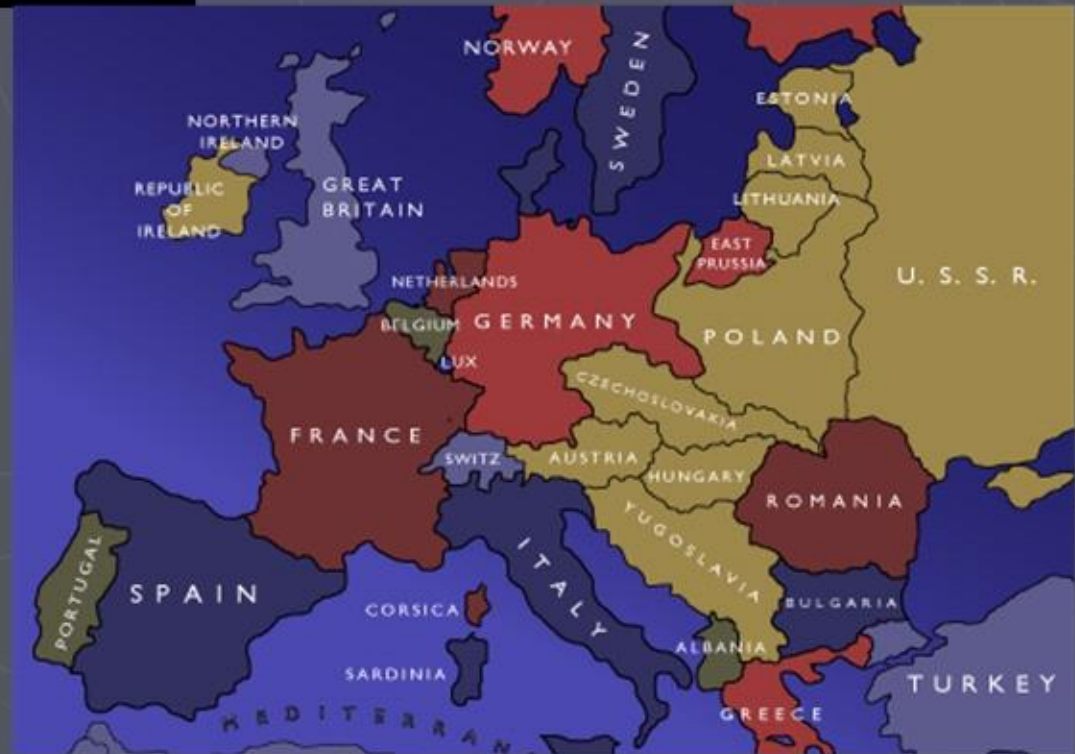 NORWAY
SWEDEN
ESTONIA
NORTHERN
IRELAND
LATVIA
REPUBLIC
OF
IRELAND
GREAT
BRITAIN
LITHUANIA
EAST
PRUSSIA
U. S. S. R.
NETHERLANDS
BELGIUM
GERMANY
POLAND
LUX
CZECHOSLOVAKIA
FRANCE
SWITZ
AUSTRIA
HUNGARY
ROMANIA
YUGOSLAVIA
PORTUGAL
SPAIN
ITALY
CORSICA
BULGARIA
ALBANIA
SARDINIA
TURKEY
GREECE
MEDITERRAN